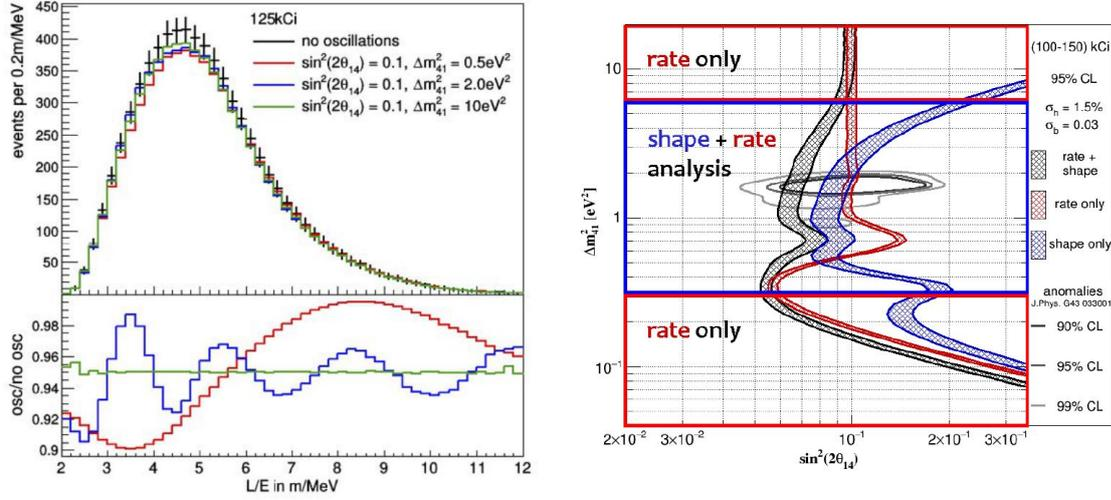 125kCi
no oscillations
sin²(2θ₁₄) = 0.1, Δm²₄₁ = 0.5eV²
sin²(2θ₁₄) = 0.1, Δm²₄₁ = 2.0eV²
sin²(2θ₁₄) = 0.1, Δm²₄₁ = 10eV²
events per 0.2m/MeV
450
400
350
300
250
200
150
100
50
osc/no osc
0.98
0.96
0.94
0.92
0.9
2 3 4 5 6 7 8 9 10 11 12
L/E in m/MeV
rate only
shape + rate
analysis
rate only
Δm²₄₁ [eV²]
10
1
10⁻¹
2×10⁻² 3×10⁻² 10⁻¹ 2×10⁻¹ 3×10⁻¹
sin²(2θ₁₄)
(100-150) kCi
95% CL
σₕ = 1.5%
σ_b = 0.03
rate +
shape
rate only
shape only
anomalies
J.Phys. G43 033001
90% CL
95% CL
99% CL